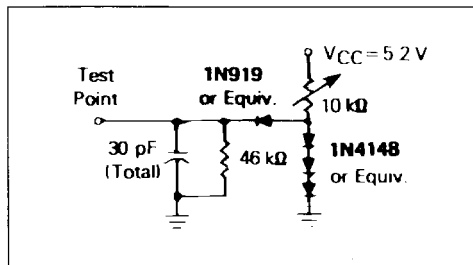 VCC = 5.2 V
Test
Point
1N919
or Equiv.
10 kΩ
30 pF
(Total)
46 kΩ
1N4148
or Equiv.